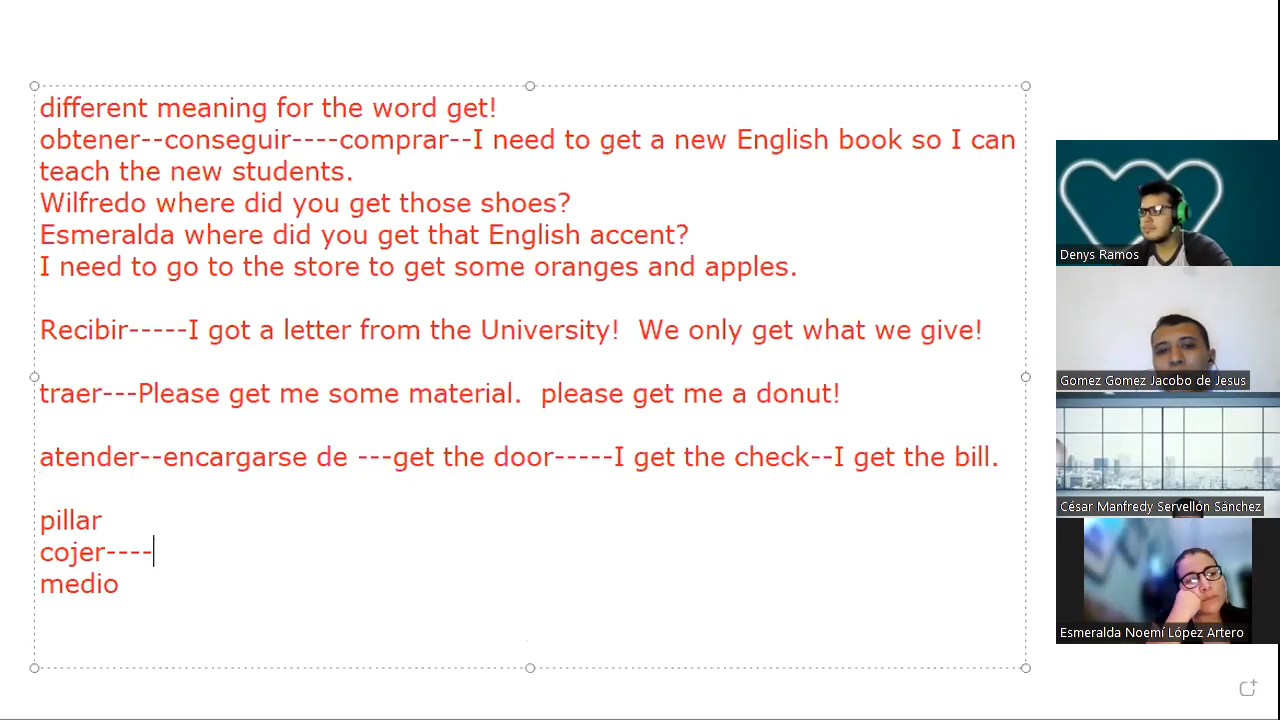 different meaning for the word get!
obtener--conseguir----comprar--I need to get a new English book so I can
teach the new students.
Wilfredo where did you get those shoes?
Esmeralda where did you get that English accent?
I need to go to the store to get some oranges and apples.
Recibir-----I got a letter from the University!  We only get what we give!
traer---Please get me some material.  please get me a donut!
atender--encargarse de ---get the door-----I get the check--I get the bill.
pillar
cojer----
medio
Denys Ramos
Gomez Gomez Jacobo de Jesus
César Manfredy Servellón Sánchez
Esmeralda Noemí López Artero